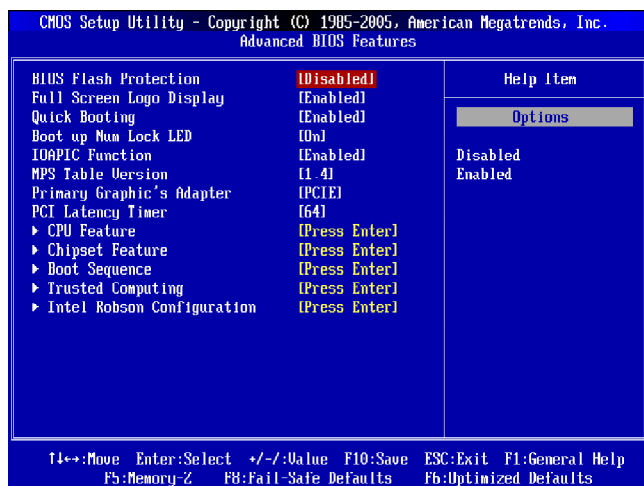 CMOS Setup Utility - Copyright (C) 1985-2005, American Megatrends, Inc.
Advanced BIOS Features
BIOS Flash Protection [Disabled]
Full Screen Logo Display [Enabled]
Quick Booting [Enabled]
Boot up Num Lock LED [On]
IOAPIC Function [Enabled]
MPS Table Version [1.4]
Primary Graphic's Adapter [PCIE]
PCI Latency Timer [64]
▶ CPU Feature [Press Enter]
▶ Chipset Feature [Press Enter]
▶ Boot Sequence [Press Enter]
▶ Trusted Computing [Press Enter]
▶ Intel Robson Configuration [Press Enter]
Help Item
Options
Disabled
Enabled
↑↓←→:Move Enter:Select +/-/:Value F10:Save ESC:Exit F1:General Help
F5:Memory-Z F8:Fail-Safe Defaults F6:Optimized Defaults